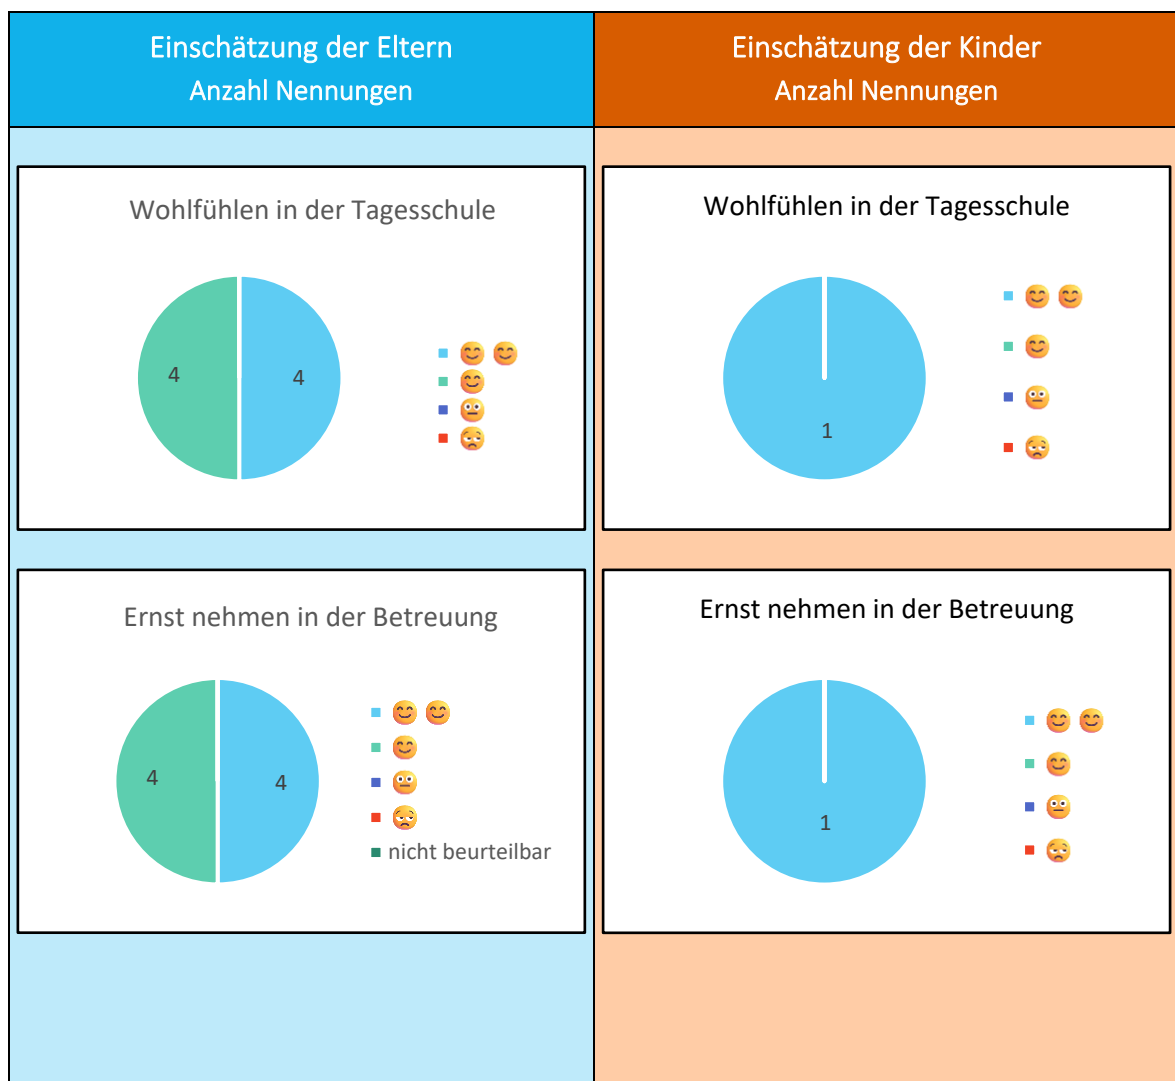 Einschätzung der Eltern
Anzahl Nennungen
Einschätzung der Kinder
Anzahl Nennungen
Wohlfühlen in der Tagesschule
4
4
Wohlfühlen in der Tagesschule
1
Ernst nehmen in der Betreuung
4
4
nicht beurteilbar
Ernst nehmen in der Betreuung
1